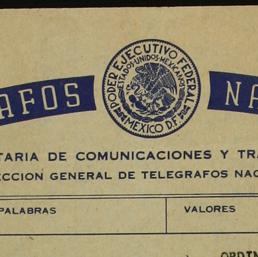 AFOS NA
PODER EJECUTIVO FEDERAL
ESTADOS UNIDOS MEXICANOS
MEXICO D.F.
TARIA DE COMUNICACIONES Y TRA
ECCION GENERAL DE TELEGRAFOS NAC
PALABRAS VALORES
ORDIN